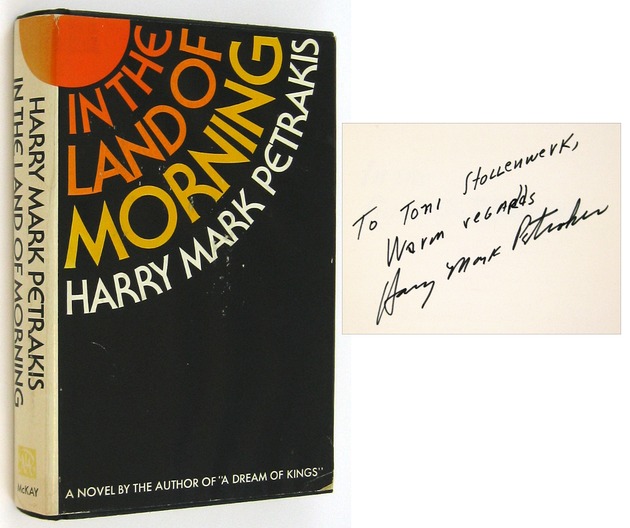 HARRY MARK PETRAKIS
IN THE LAND OF MORNING
McKAY
IN THE
LAND OF
MORNING
HARRY MARK PETRAKIS
A NOVEL BY THE AUTHOR OF "A DREAM OF KINGS"
To Toni Stollenwerk,
Warm regards
Harry Mark Petrakis